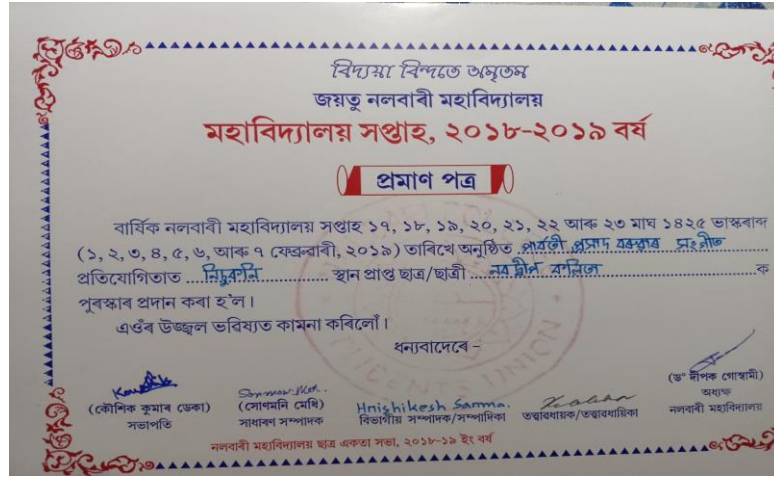 বিদ্যয়া বিন্দতে অমৃতম
জয়তু নলবাৰী মহাবিদ্যালয়
মহাবিদ্যালয় সপ্তাহ, ২০১৮-২০১৯ বৰ্ষ
প্ৰমাণ পত্ৰ
বাৰ্ষিক নলবাৰী মহাবিদ্যালয় সপ্তাহ ১৭, ১৮, ১৯, ২০, ২১, ২২ আৰু ২৩ মাঘ ১৪২৫ ভাস্কৰাব্দ
(১, ২, ৩, ৪, ৫, ৬, আৰু ৭ ফেব্ৰুৱাৰী, ২০১৯) তাৰিখে অনুষ্ঠিত পাৰ্বতী প্ৰসাদ বৰুৱাৰ সংগীত
প্ৰতিযোগিতাত নিচুকনি স্থান প্ৰাপ্ত ছাত্ৰ/ছাত্ৰী নৱদ্বীপ কলিতা ক
পুৰস্কাৰ প্ৰদান কৰা হ'ল।
এওঁৰ উজ্জ্বল ভৱিষ্যত কামনা কৰিলোঁ।
ধন্যবাদেৰে -
(কৌশিক কুমাৰ ডেকা)
সভাপতি
(সোণমনি মেধি)
সাধাৰণ সম্পাদক
Hrishikesh Sarma.
বিভাগীয় সম্পাদক/সম্পাদিকা
তত্বাৱধায়ক/তত্বাৱধায়িকা
(ড° দীপক গোস্বামী)
অধ্যক্ষ
নলবাৰী মহাবিদ্যালয়
নলবাৰী মহাবিদ্যালয় ছাত্ৰ একতা সভা, ২০১৮-১৯ ইং বৰ্ষ